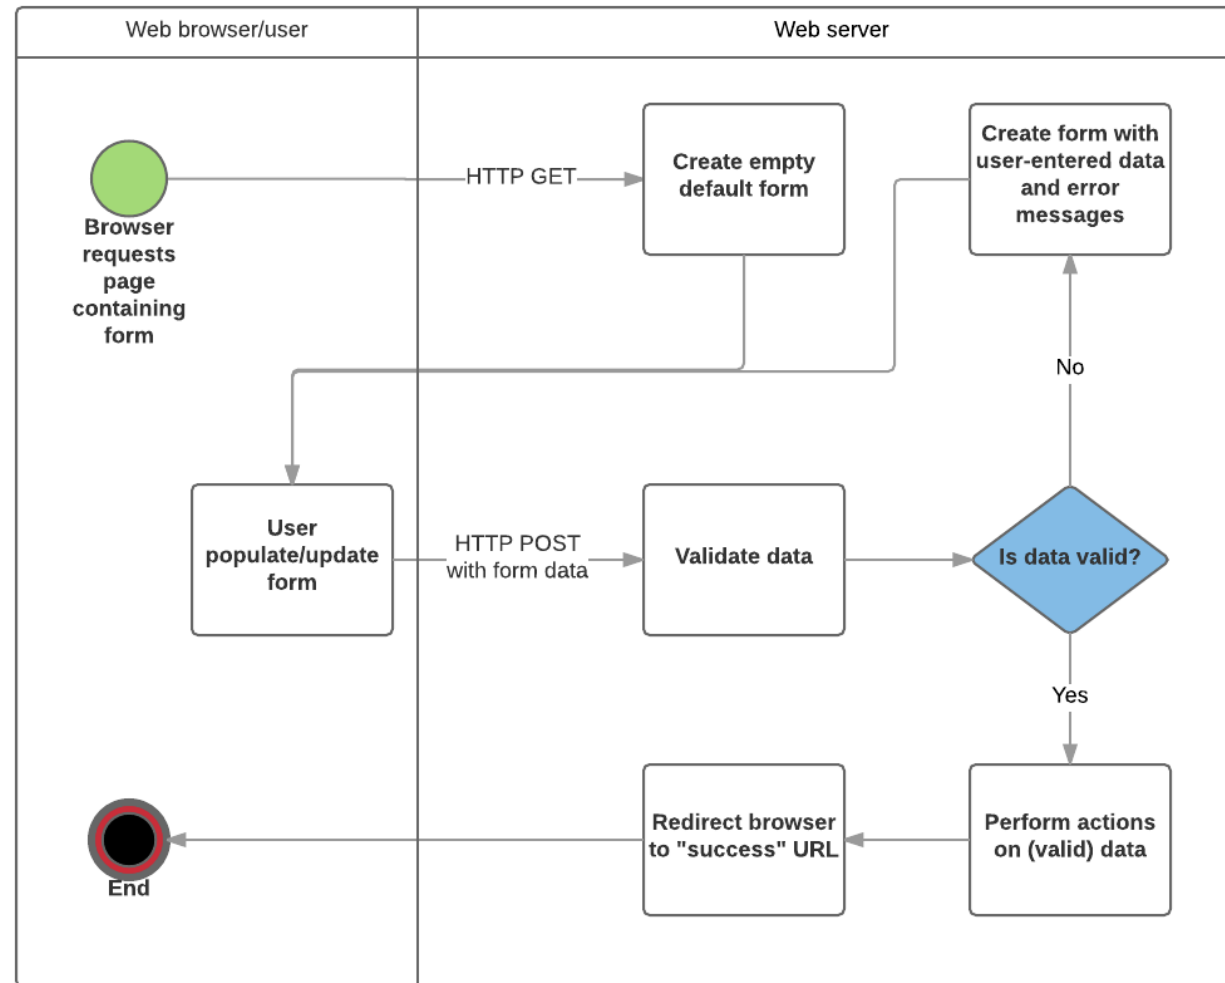 Web browser/user
Web server
Browser
requests
page
containing
form
HTTP GET
Create empty
default form
Create form with
user-entered data
and error
messages
No
User
populate/update
form
HTTP POST
with form data
Validate data
Is data valid?
Yes
Perform actions
on (valid) data
Redirect browser
to "success" URL
End